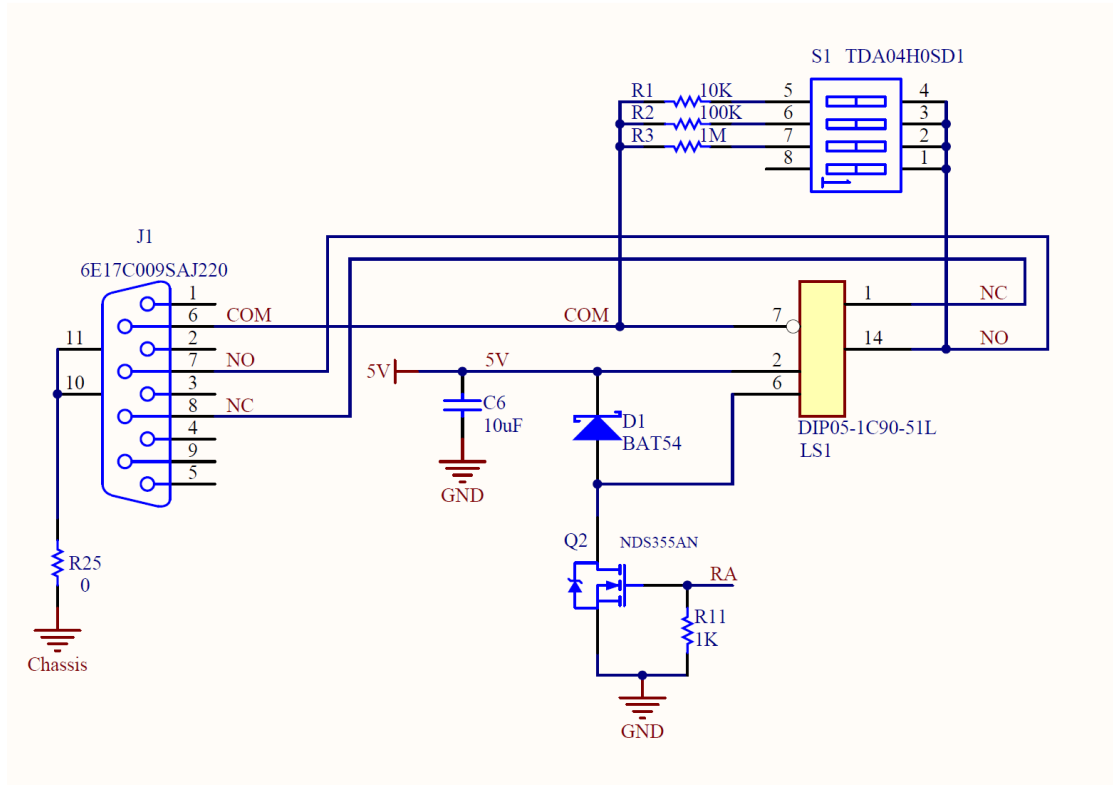 S1 TDA04H0SD1
R1 10K 5 4
R2 100K 6 3
R3 1M 7 2
8 1
J1
6E17C009SAJ220
1
6 COM COM 7
11 2
7 NO
10 3
8 NC
4
9
5
1 NC
14 NO
5V 5V 2
6
C6
10uF
GND
D1
BAT54
DIP05-1C90-51L
LS1
Q2 NDS355AN
RA
R25
0
R11
1K
Chassis
GND